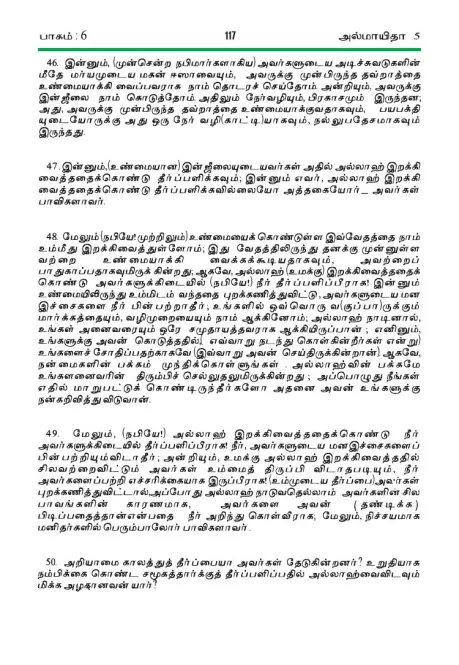 பாகம் : 6 117 அல்மாயிதா 5
46. இன்னும், (முன்சென்ற நபிமார்களாகிய) அவர்களுடைய அடிச்சுவடுகளின்
மீதே மர்யமுடைய மகன் ஈஸாவையும், அவருக்கு முன்பிருந்த தவ்றாத்தை
உண்மையாக்கி வைப்பவராக நாம் தொடரச் செய்தோம். அன்றியும், அவருக்கு
இன்ஜீலை நாம் கொடுத்தோம். அதிலும் நேர்வழியும், பிரகாசமும் இருந்தன;
அது, அவருக்கு முன்பிருந்த தவ்றாத்தை உண்மையாக்குவதாகவும், பயபக்தி
யுடையோருக்கு அது ஒரு நேர் வழி(காட்டி)யாகவும், நல்லுபதேசமாகவும்
இருந்தது.
47. இன்னும்,(உண்மையான) இன்ஜீலையுடையவர்கள் அதில் அல்லாஹ் இறக்கி
வைத்ததைக்கொண்டு தீர்ப்பளிக்கவும்; இன்னும் எவர், அல்லாஹ் இறக்கி
வைத்ததைக்கொண்டு தீர்ப்பளிக்கவில்லையோ அத்தகையோர்_ அவர்கள்
பாவிகளாவர்.
48. மேலும் (நபியே! முற்றிலும்) உண்மையைக் கொண்டுள்ள இவ்வேதத்தை நாம்
உம்மீது இறக்கிவைத்துள்ளோம்; இது வேதத்திலிருந்து தனக்கு முன்னுள்ள
வற்றை உண்மையாக்கி வைக்கக்கூடியதாகவும், அவற்றைப்
பாதுகாப்பதாகவுமிருக்கின்றது; ஆகவே, அல்லாஹ் (உமக்கு) இறக்கிவைத்ததைக்
கொண்டு அவர்களுக்கிடையில் (நபியே!) நீர் தீர்ப்பளிப்பீராக! இன்னும்
உண்மையிலிருந்து உம்மிடம் வந்ததை புறக்கணித்துவிட்டு , அவர்களுடைய மன
இச்சைகளை நீர் பின்பற்றாதீர் ; உங்களில் ஒவ்வொரு வ(குப்பா)ருக்கும்
மார்க்கத்தையும், வழிமுறையையும் நாம் ஆக்கினோம்; அல்லாஹ் நாடினால்,
உங்கள் அனைவரையும் ஒரே சமுதாயத்தவராக ஆக்கியிருப்பான் ; எனினும்,
உங்களுக்கு அவன் கொடுத்ததில், எவ்வாறு நடந்து கொள்கின்றீர்கள் என்று)
உங்களைச் சோதிப்பதற்காகவே (இவ்வாறு அவன் செய்திருக்கின்றான்). ஆகவே,
நன்மைகளின் பக்கம் முந்திக்கொள்ளுங்கள் . அல்லாஹ்வின் பக்கமே
உங்களனைவரின் திரும்பிச் செல்லுதலுமிருக்கின்றது ; அப்பொழுது நீங்கள்
எதில் மாறுபட்டுக் கொண்டிருந்தீர்களோ அதனை அவன் உங்களுக்கு
நன்கறிவித்துவிடுவான்.
49. மேலும், (நபியே!) அல்லாஹ் இறக்கிவைத்ததைக்கொண்டு நீர்
அவர்களுக்கிடையில் தீர்ப்பளிப்பீராக! நீர், அவர்களுடைய மனஇச்சைகளைப்
பின்பற்றியும்விடாதீர் ; அன்றியும், உமக்கு அல்லாஹ் இறக்கிவைத்ததில்
சிலவற்றைவிட்டும் அவர்கள் உம்மைத் திருப்பி விடாதபடியும், நீர்
அவர்களைப்பற்றி எச்சரிக்கையாக இருப்பீராக! (உம்முடைய தீர்ப்பை)அவர்கள்
புறக்கணித்துவிட்டால்,அப்போது அல்லாஹ் நாடுவதெல்லாம் அவர்களின் சில
பாவங்களின் காரணமாக, அவர்களை அவன் (தண்டிக்க)
பிடிப்பதைத்தான்என்பதை நீர் அறிந்து கொள்வீராக; மேலும், நிச்சயமாக
மனிதர்களில் பெரும்பாலோர் பாவிகளாவர்.
50. அறியாமை காலத்துத் தீர்ப்பையா அவர்கள் தேடுகின்றனர்? உறுதியாக
நம்பிக்கை கொண்ட சமூகத்தார்க்குத் தீர்ப்பளிப்பதில் அல்லாஹ்வைவிடவும்
மிக்க அழகானவன் யார்?